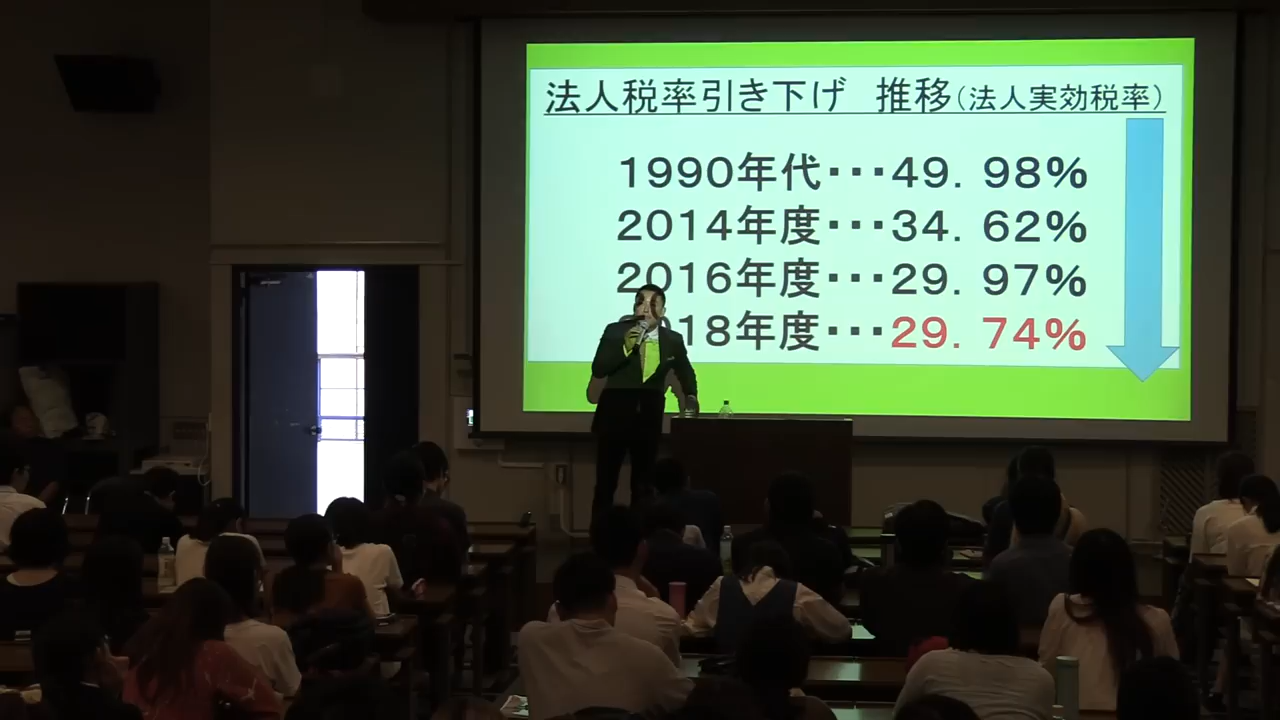 法人税率引き下げ　推移(法人実効税率)
1990年代・・・49. 98%
2014年度・・・34. 62%
2016年度・・・29. 97%
18年度・・・29. 74%